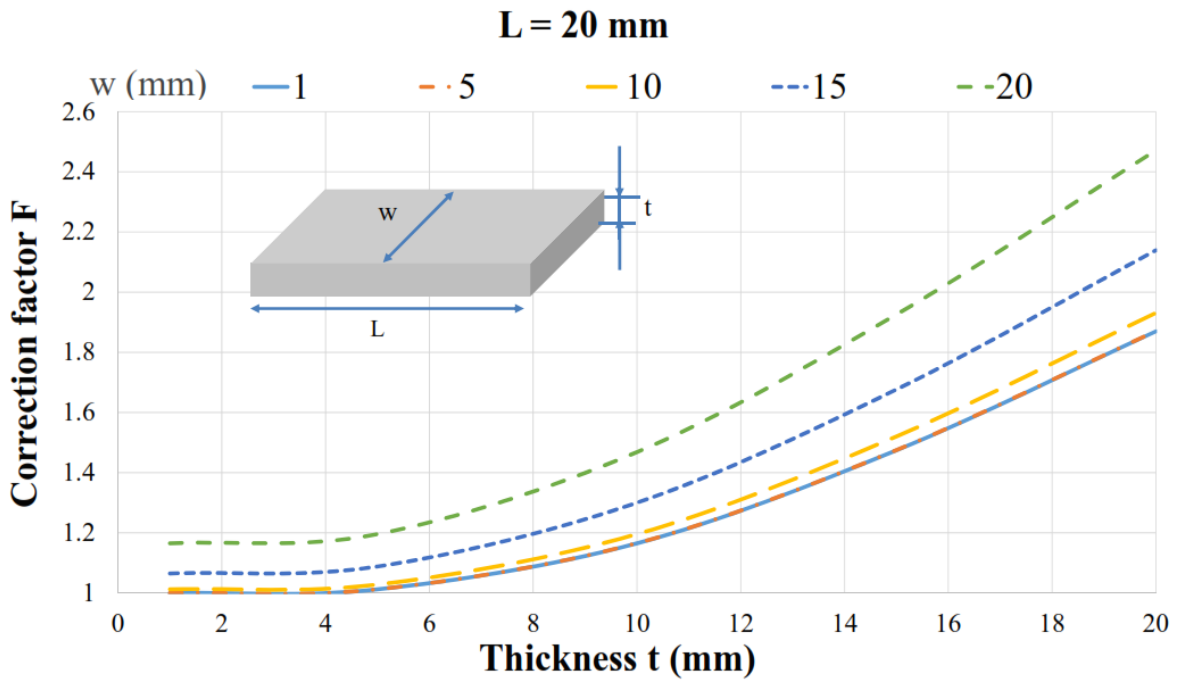 L = 20 mm
w (mm) 1 5 10 15 20
2.6
2.4
2.2
2
1.8
1.6
1.4
1.2
1
Correction factor F
w
t
L
0 2 4 6 8 10 12 14 16 18 20
Thickness t (mm)